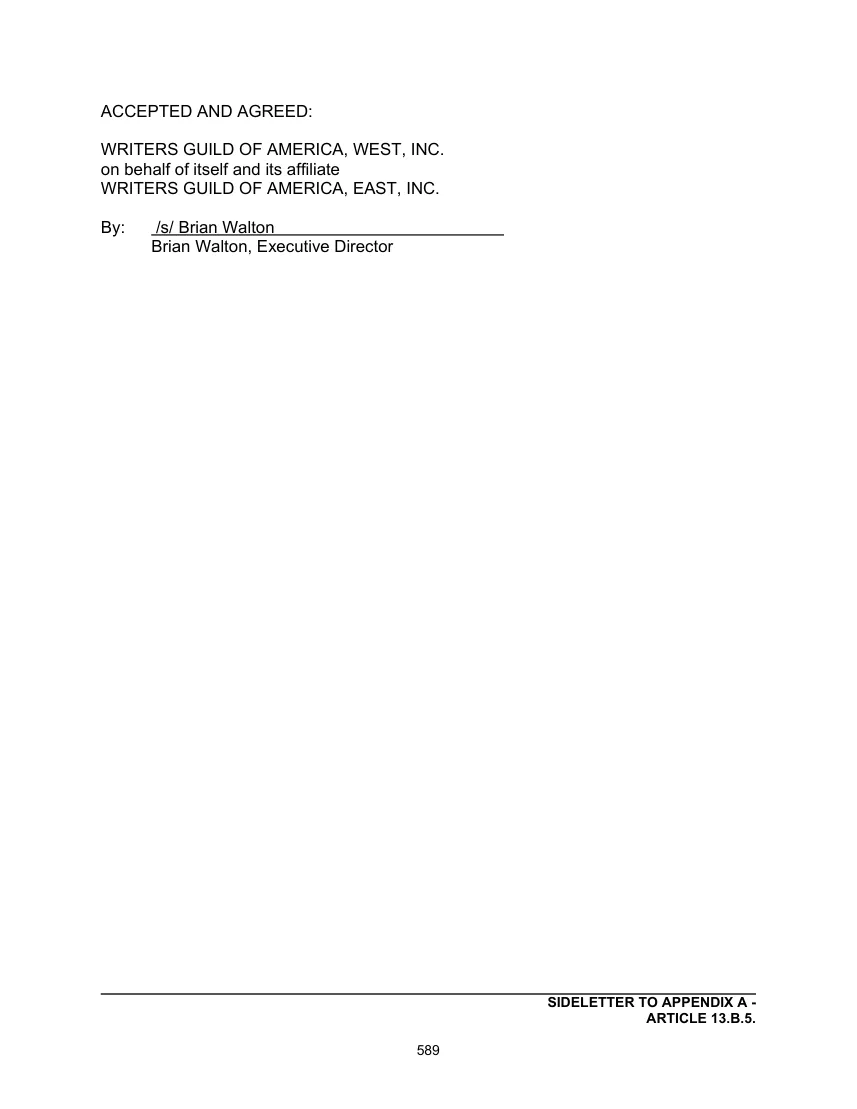 ACCEPTED AND AGREED:
WRITERS GUILD OF AMERICA, WEST, INC.
on behalf of itself and its affiliate
WRITERS GUILD OF AMERICA, EAST, INC.
By: /s/ Brian Walton
Brian Walton, Executive Director
SIDELETTER TO APPENDIX A -
ARTICLE 13.B.5.
589